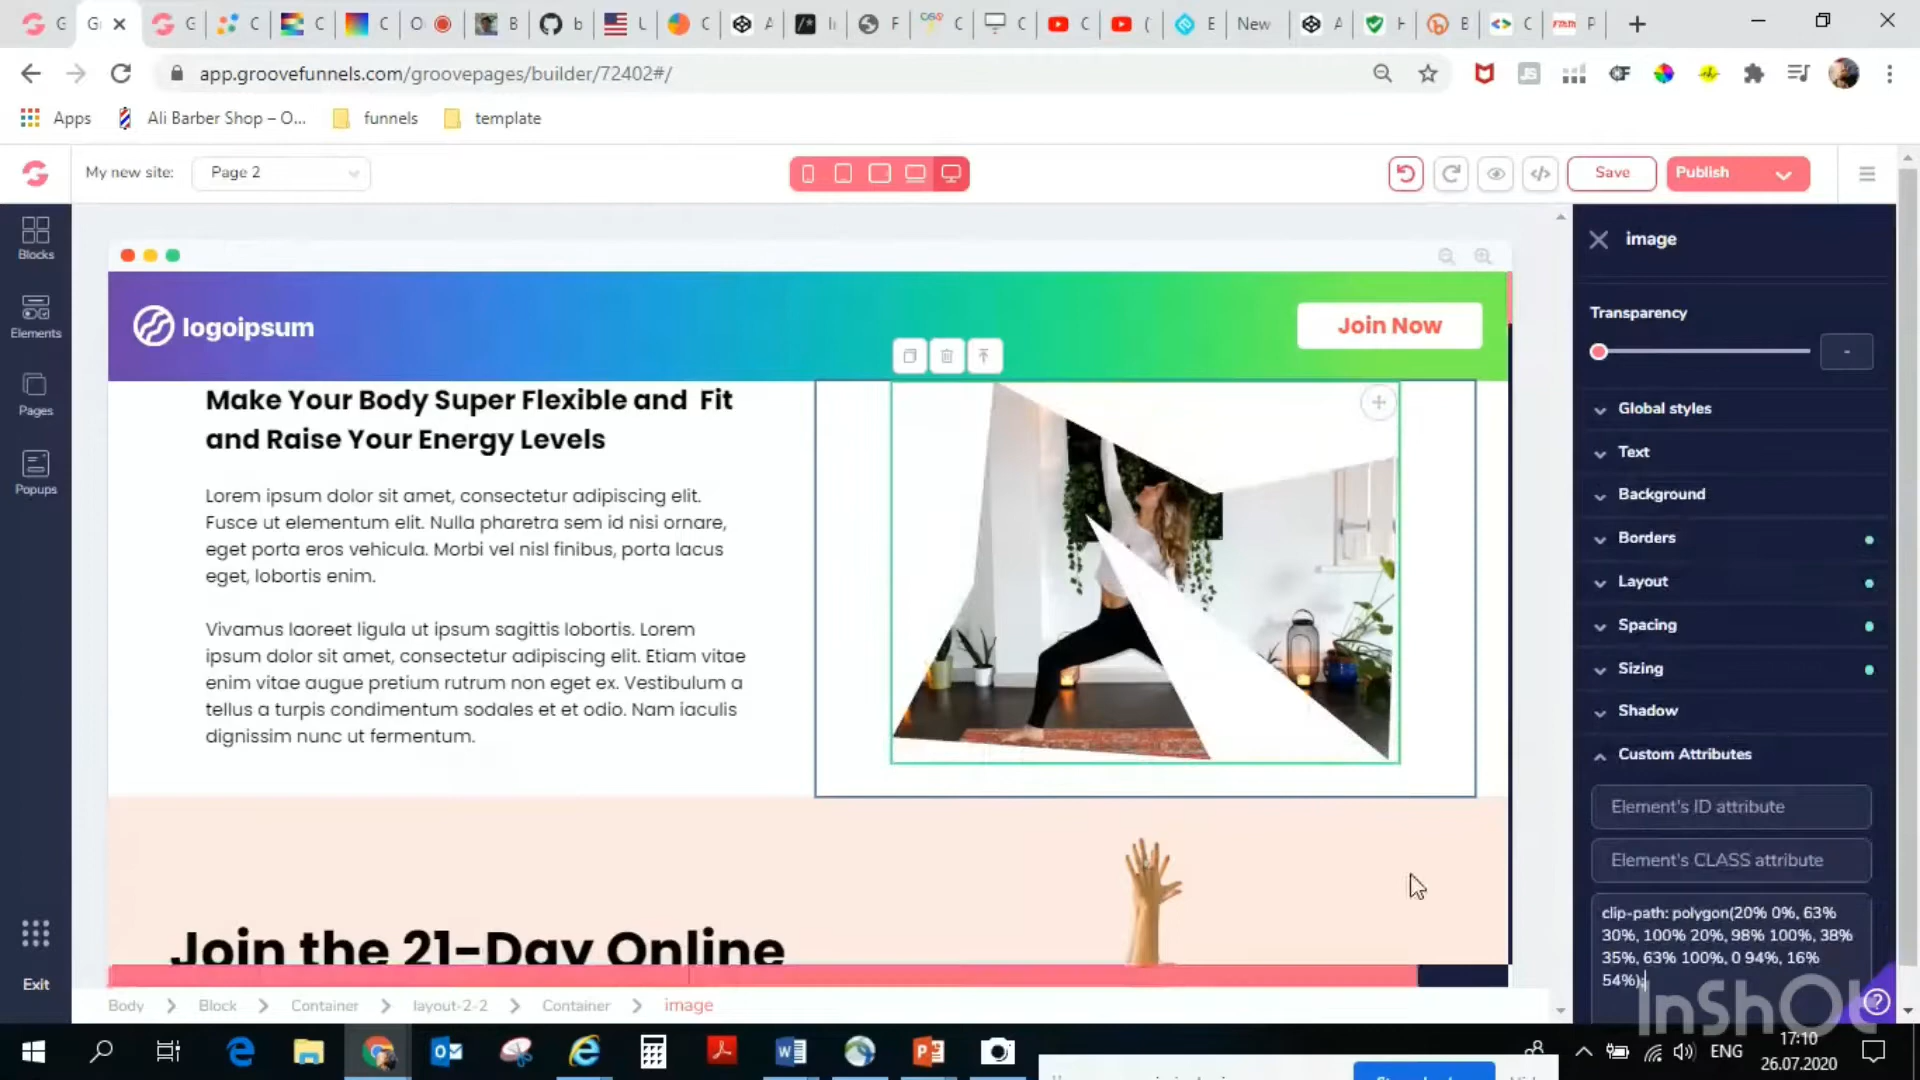 G
G
G
C
C
C
O
B
b
L
C
A
I
F
C
C
C
(
E
New
A
H
B
C
P
app.groovefunnels.com/groovepages/builder/72402#/
Apps
Ali Barber Shop – O...
funnels
template
My new site:
Page 2
Save
Publish
Blocks
Elements
Pages
Popups
Exit
logoipsum
Join Now
Make Your Body Super Flexible and Fit
and Raise Your Energy Levels
Lorem ipsum dolor sit amet, consectetur adipiscing elit.
Fusce ut elementum elit. Nulla pharetra sem id nisi ornare,
eget porta eros vehicula. Morbi vel nisl finibus, porta lacus
eget, lobortis enim.
Vivamus laoreet ligula ut ipsum sagittis lobortis. Lorem
ipsum dolor sit amet, consectetur adipiscing elit. Etiam vitae
enim vitae augue pretium rutrum non eget ex. Vestibulum a
tellus a turpis condimentum sodales et et odio. Nam iaculis
dignissim nunc ut fermentum.
Join the 21-Day Online
image
Transparency
-
Global styles
Text
Background
Borders
Layout
Spacing
Sizing
Shadow
Custom Attributes
Element's ID attribute
Element's CLASS attribute
clip-path: polygon(20% 0%, 63%
30%, 100% 20%, 98% 100%, 38%
35%, 63% 100%, 0 94%, 16%
54%);
InShOt
Body
Block
Container
layout-2-2
Container
image
ENG
17:10
26.07.2020